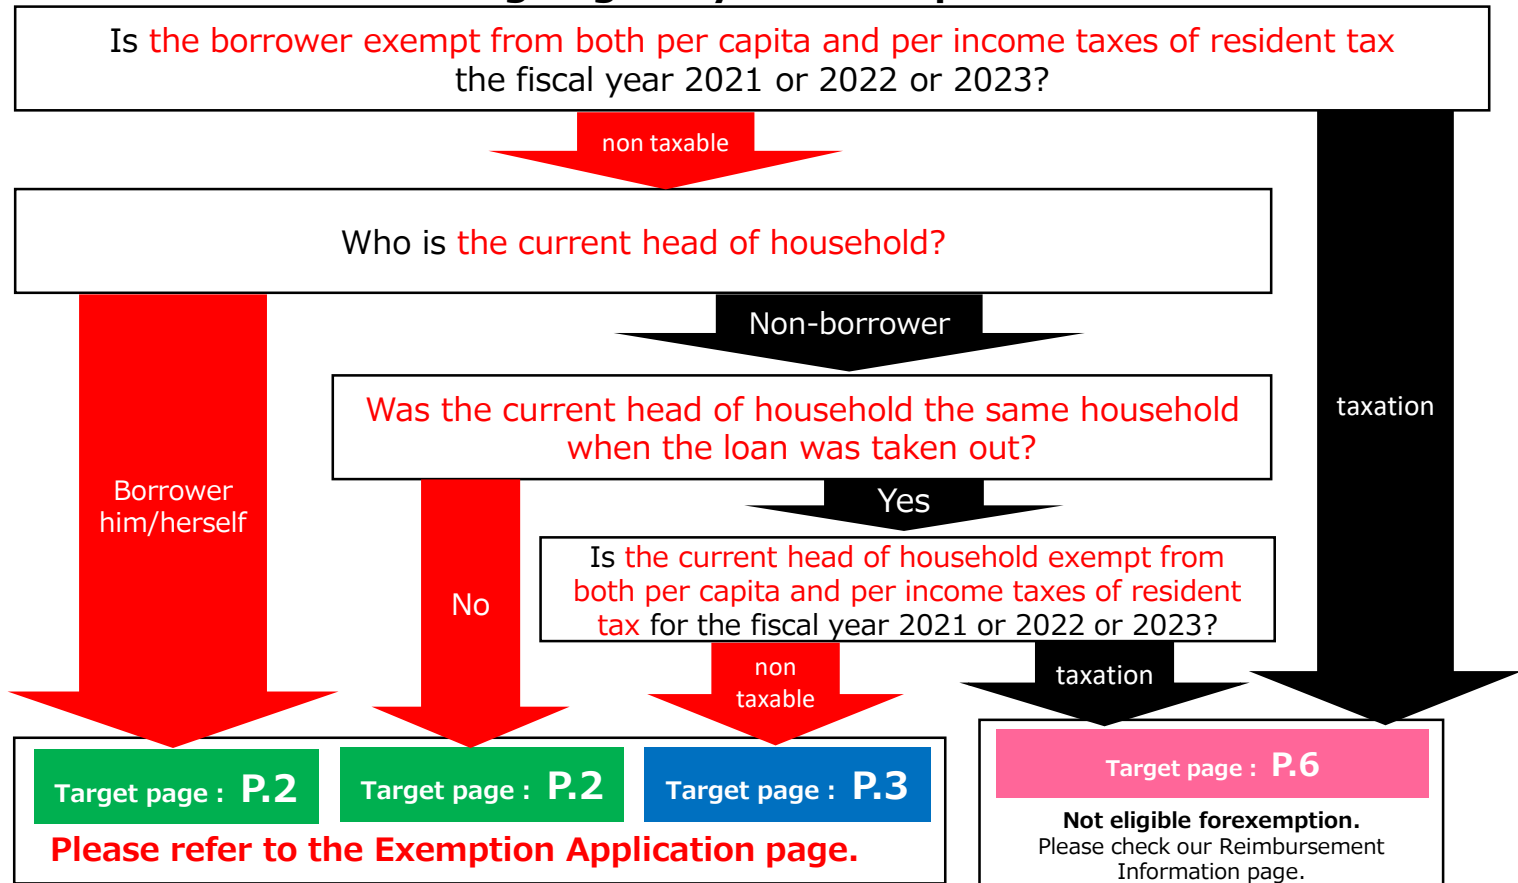 Is the borrower exempt from both per capita and per income taxes of resident tax
the fiscal year 2021 or 2022 or 2023?
non taxable
Who is the current head of household?
Non-borrower
Was the current head of household the same household
when the loan was taken out?
taxation
Borrower
him/herself
Yes
No
Is the current head of household exempt from
both per capita and per income taxes of resident
tax for the fiscal year 2021 or 2022 or 2023?
non
taxable
taxation
Target page : P.2
Target page : P.2
Target page : P.3
Please refer to the Exemption Application page.
Target page : P.6
Not eligible forexemption.
Please check our Reimbursement
Information page.